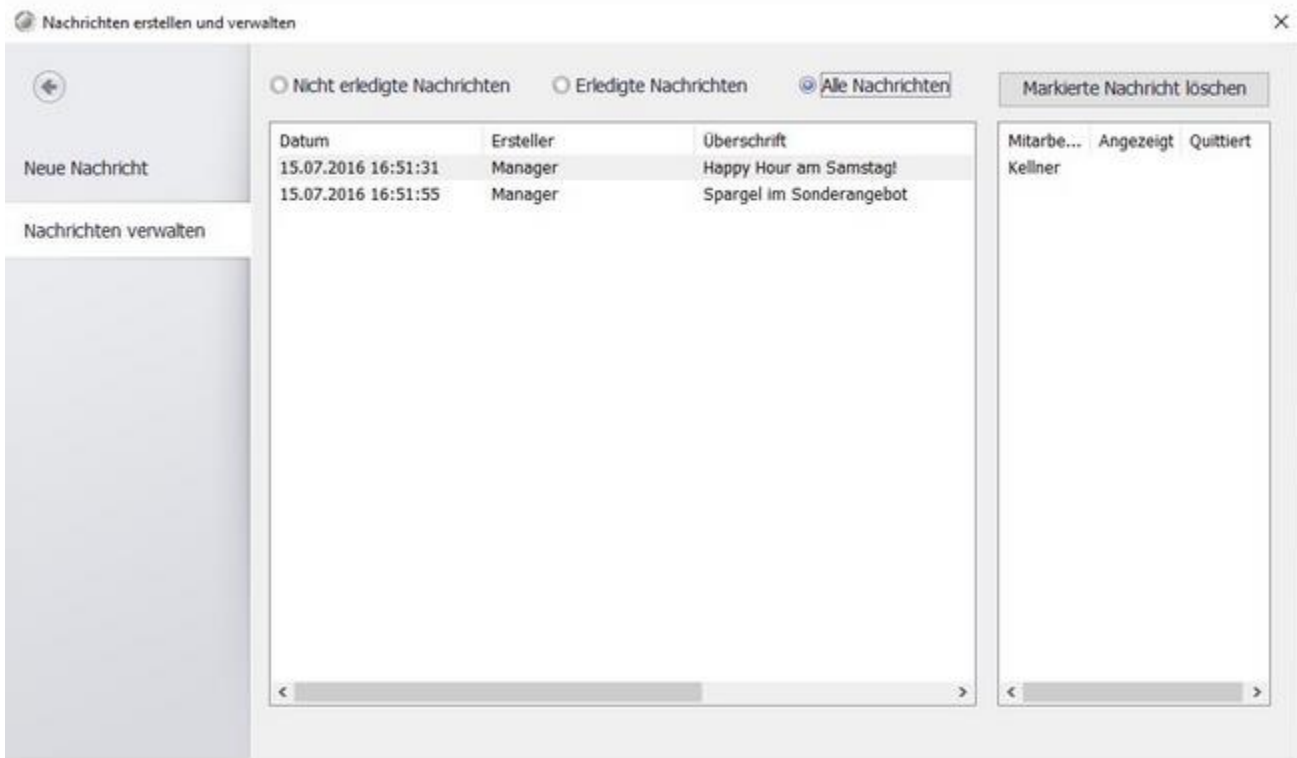 Nachrichten erstellen und verwalten
Nicht erledigte Nachrichten Erledigte Nachrichten Alle Nachrichten Markierte Nachricht löschen
Neue Nachricht
Nachrichten verwalten
Datum Ersteller Überschrift
15.07.2016 16:51:31 Manager Happy Hour am Samstag!
15.07.2016 16:51:55 Manager Spargel im Sonderangebot
Mitarbe... Angezeigt Quittiert
Kellner